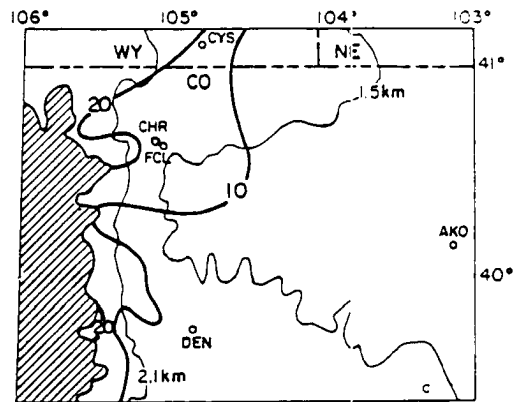 106° 105° 104° 103°
CYS
WY NE
41°
CO
1.5km
20
CHR
FCL
10
AKO
40°
20
DEN
2.1km
c